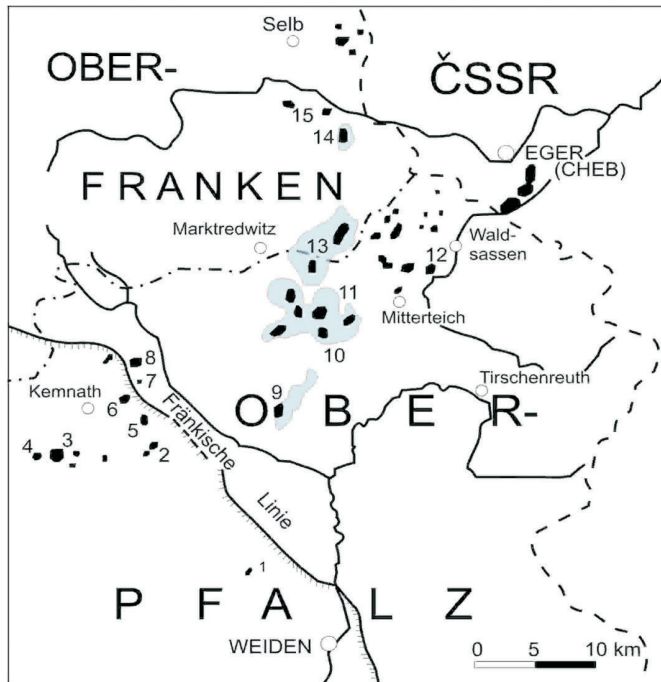 Selb
OBER-
ČSSR
15
14
EGER
(CHEB)
FRANKEN
Marktredwitz
13
12
Wald-
sassen
11
Mitterteich
10
8
7
Kemnath
6
9
Tirschenreuth
OBER-
5
4
3
2
Fränkische
Linie
1
PFALZ
WEIDEN
0 5 10 km